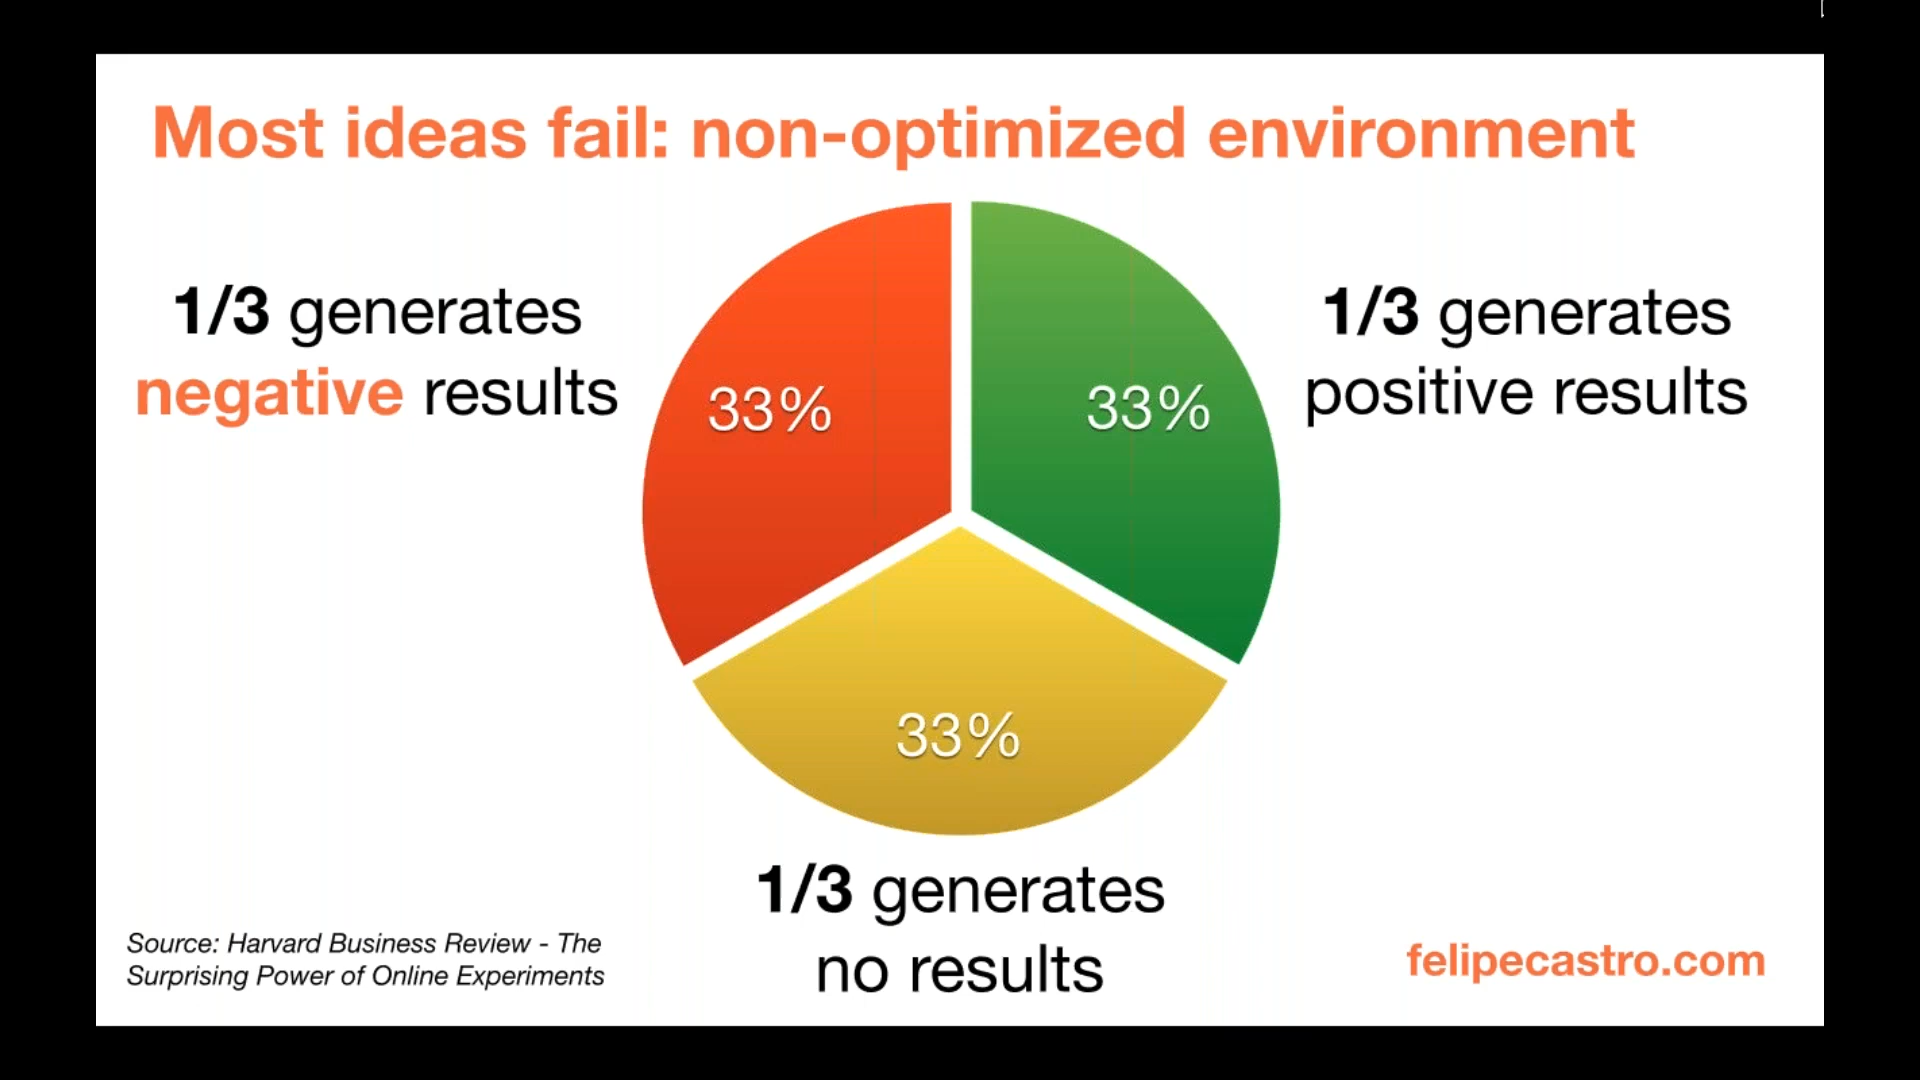 Most ideas fail: non-optimized environment
1/3 generates
negative results
33%
33%
1/3 generates
positive results
33%
1/3 generates
no results
Source: Harvard Business Review - The
Surprising Power of Online Experiments
felipecastro.com